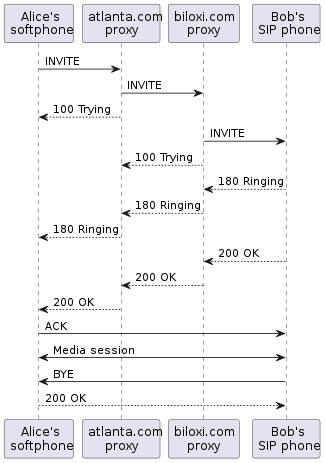 Alice's softphone
atlanta.com proxy
biloxi.com proxy
Bob's SIP phone
INVITE
INVITE
100 Trying
INVITE
100 Trying
180 Ringing
180 Ringing
180 Ringing
200 OK
200 OK
200 OK
ACK
Media session
BYE
200 OK
Alice's softphone
atlanta.com proxy
biloxi.com proxy
Bob's SIP phone